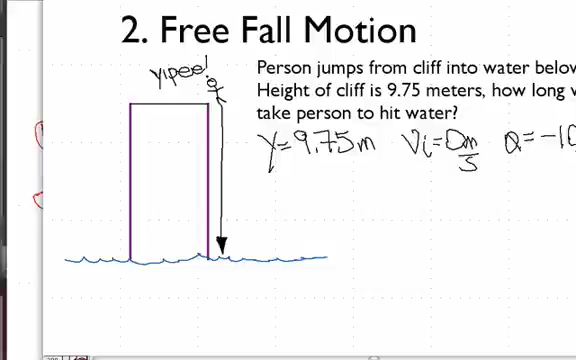 2. Free Fall Motion
yipee!
Person jumps from cliff into water below
Height of cliff is 9.75 meters, how long
take person to hit water?
y=9.75m Vi=0m/s a=-10